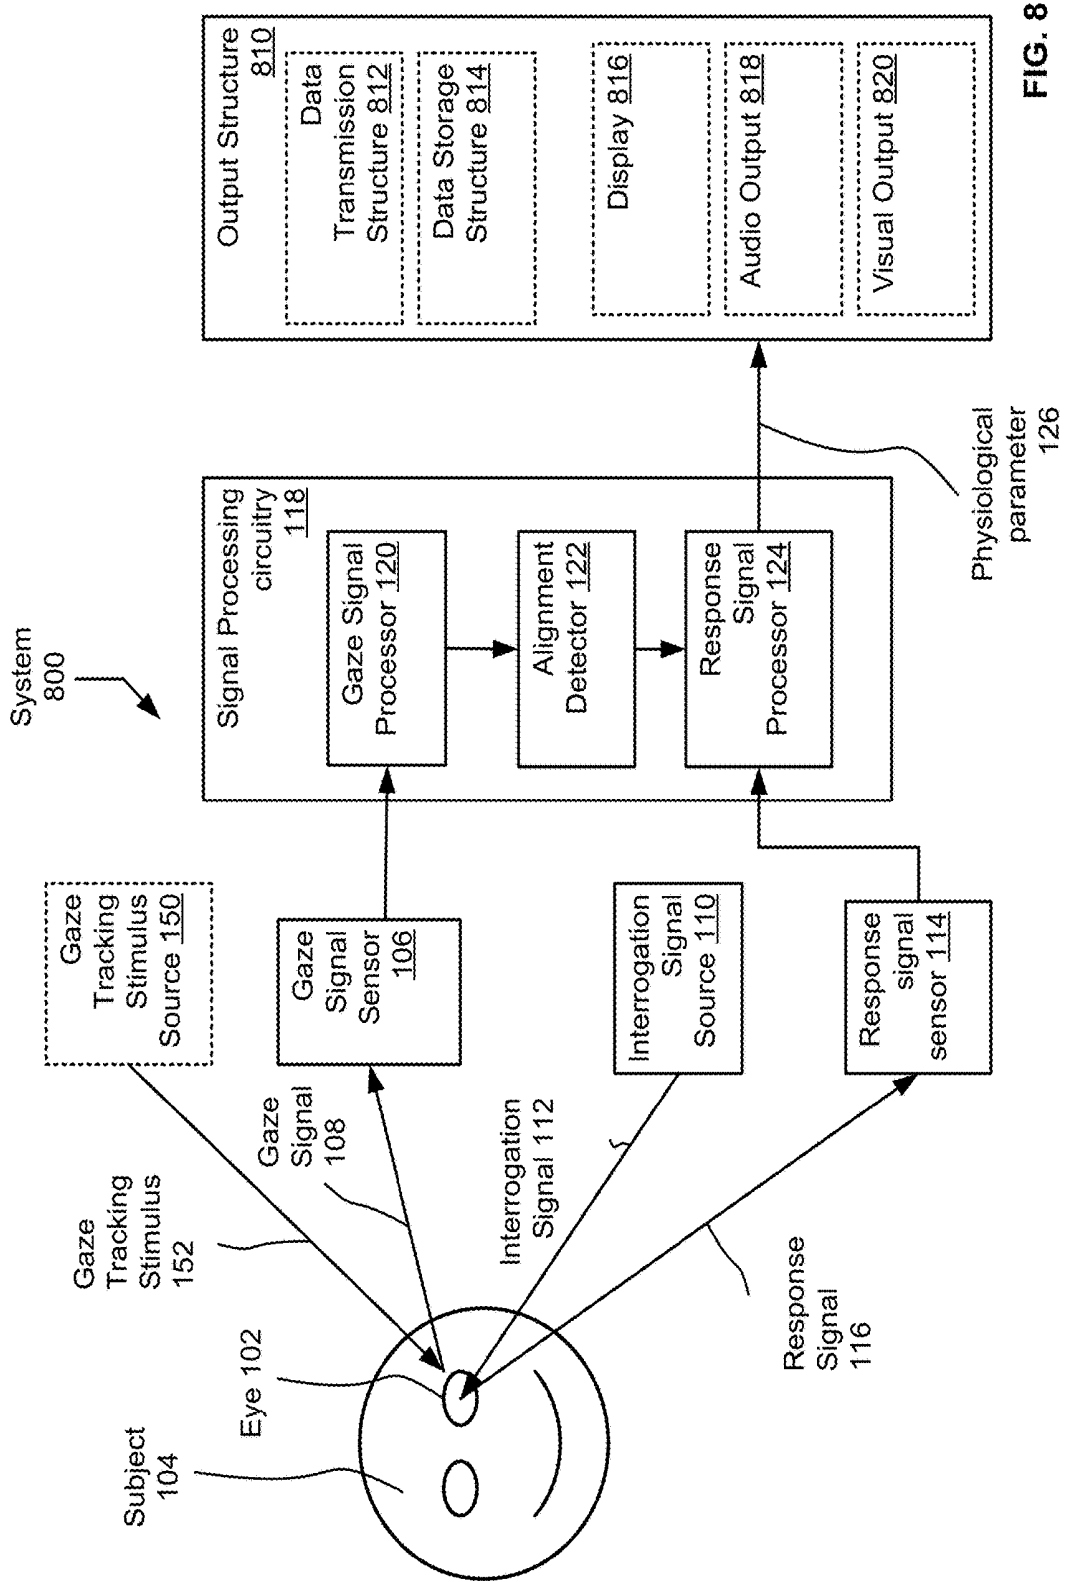 System
800
Subject
104
Eye 102
Gaze
Tracking
Stimulus
152
Gaze
Signal
108
Interrogation
Signal 112
Response
Signal
116
Gaze
Tracking
Stimulus
Source 150
Gaze
Signal
Sensor
106
Interrogation
Signal
Source 110
Response
signal
sensor 114
Signal Processing
circuitry
118
Gaze Signal
Processor 120
Alignment
Detector 122
Response
Signal
Processor 124
Physiological
parameter
126
Output Structure
810
Data
Transmission
Structure 812
Data Storage
Structure 814
Display 816
Audio Output 818
Visual Output 820
FIG. 8